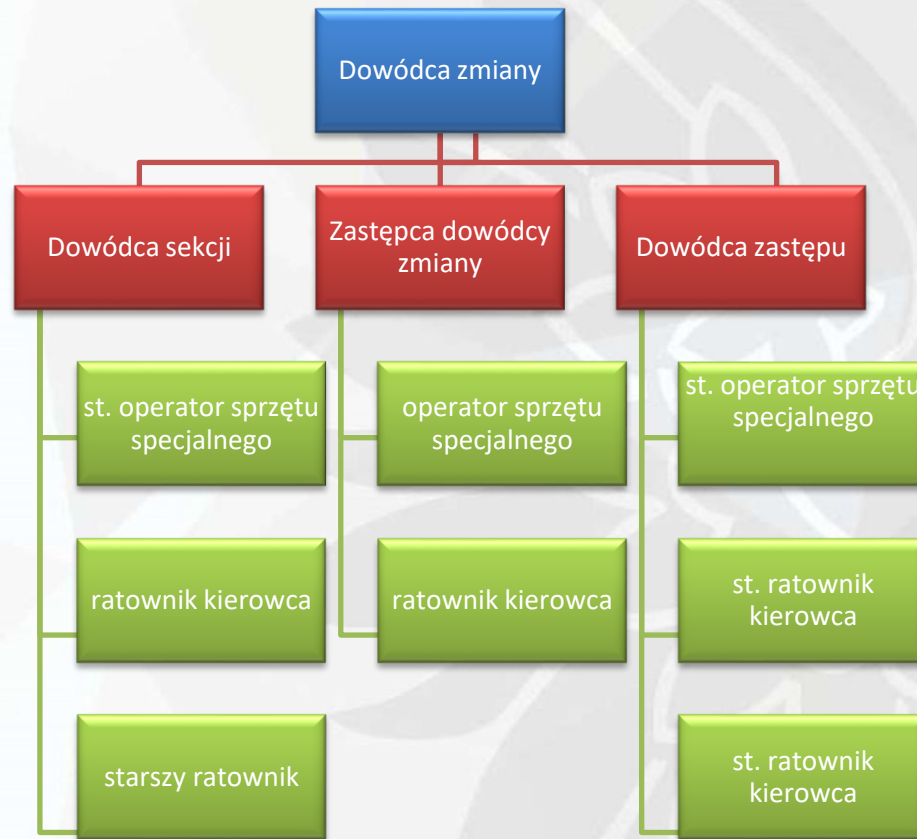 Dowódca zmiany
Dowódca sekcji
Zastępca dowódcy
zmiany
Dowódca zastępu
st. operator sprzętu
specjalnego
operator sprzętu
specjalnego
st. operator sprzętu
specjalnego
ratownik kierowca
ratownik kierowca
st. ratownik
kierowca
starszy ratownik
st. ratownik
kierowca